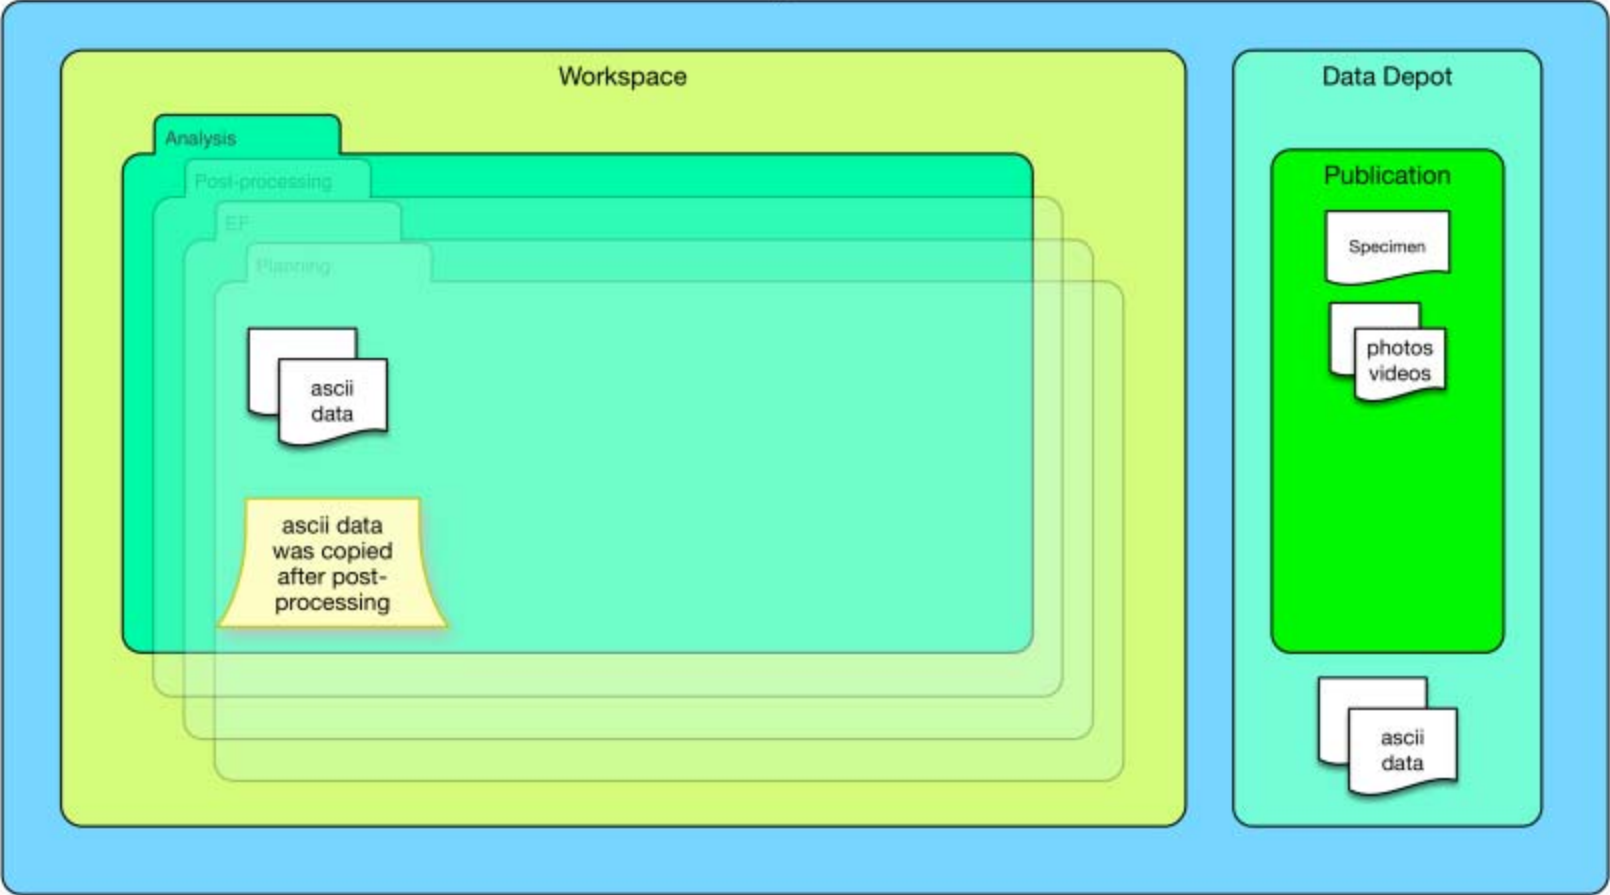 Workspace
Analysis
Post-processing
EF
Planning
ascii
data
ascii data
was copied
after post-
processing
Data Depot
Publication
Specimen
photos
videos
ascii
data